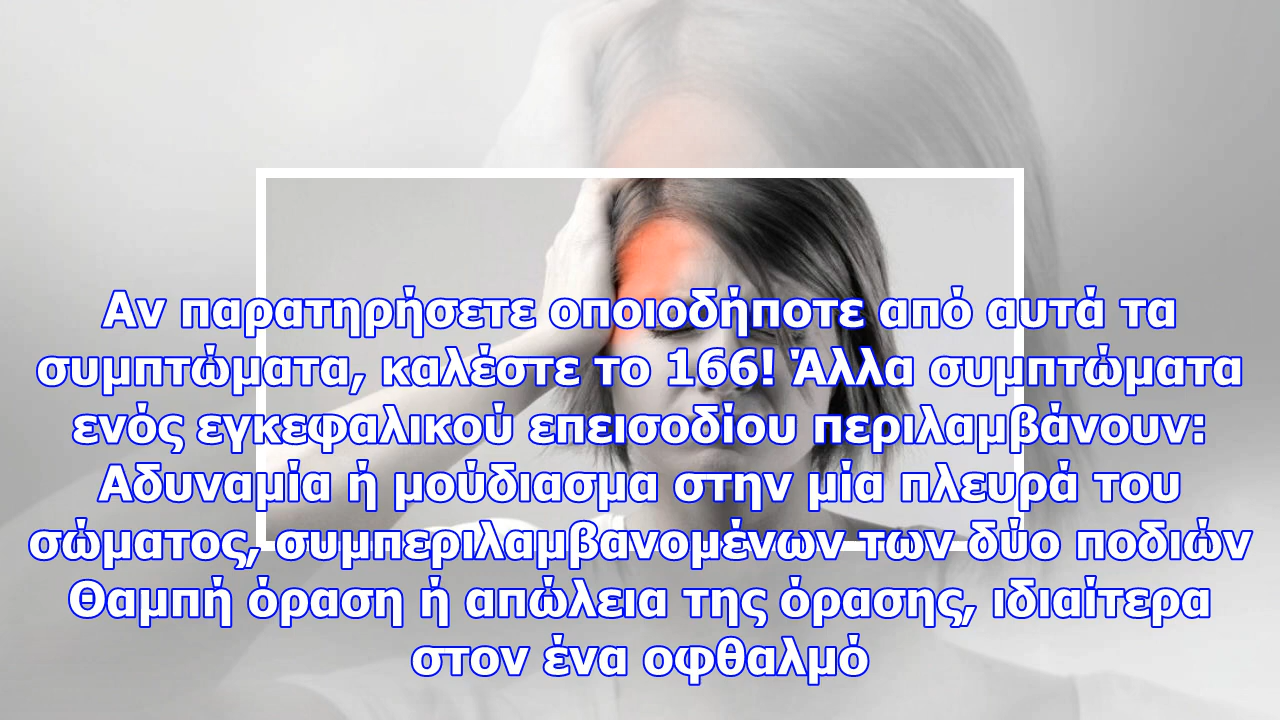 Αν παρατηρήσετε οποιοδήποτε από αυτά τα
συμπτώματα, καλέστε το 166! Άλλα συμπτώματα
ενός εγκεφαλικού επεισοδίου περιλαμβάνουν:
Αδυναμία ή μούδιασμα στην μία πλευρά του
σώματος, συμπεριλαμβανομένων των δύο ποδιών
Θαμπή όραση ή απώλεια της όρασης, ιδιαίτερα
στον ένα οφθαλμό